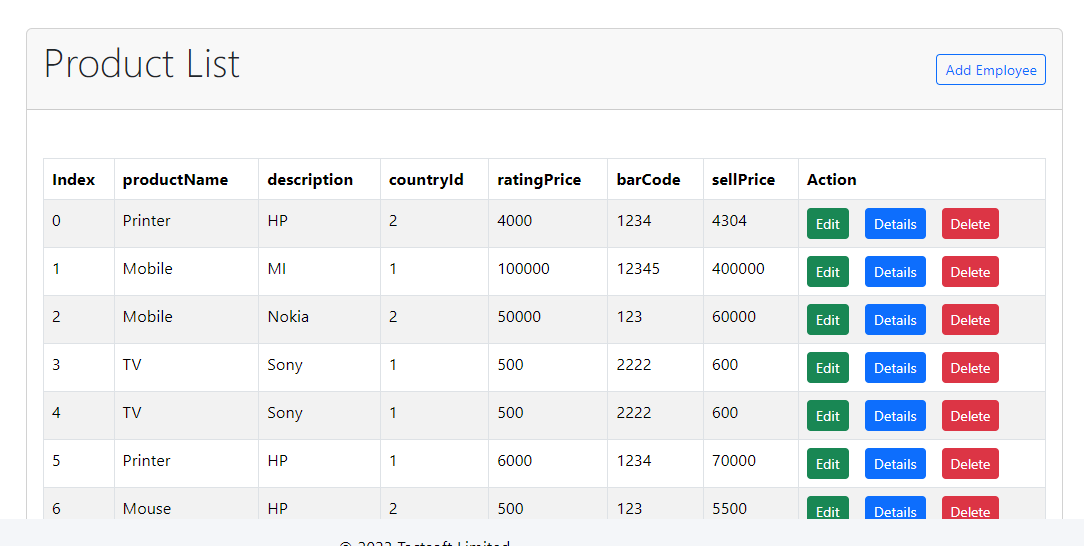 Product List
Add Employee
Index productName description countryId ratingPrice barCode sellPrice Action
0 Printer HP 2 4000 1234 4304 Edit Details Delete
1 Mobile MI 1 100000 12345 400000 Edit Details Delete
2 Mobile Nokia 2 50000 123 60000 Edit Details Delete
3 TV Sony 1 500 2222 600 Edit Details Delete
4 TV Sony 1 500 2222 600 Edit Details Delete
5 Printer HP 1 6000 1234 70000 Edit Details Delete
6 Mouse HP 2 500 123 5500 Edit Details Delete
Limited